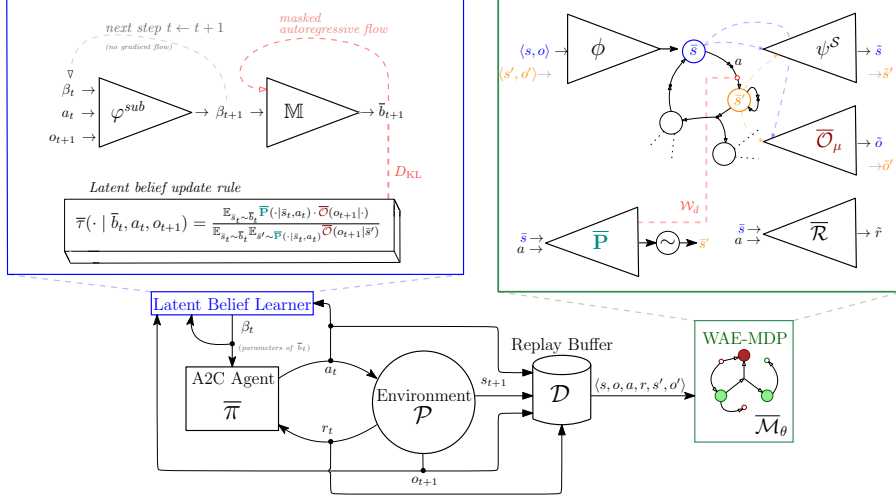 next step t ← t + 1
(no gradient flow)
masked
autoregressive flow
β_t
a_t
o_{t+1}
φ^{sub}
β_{t+1}
𝕄
b̄_{t+1}
D_{KL}
Latent belief update rule
τ̄(· | b̄_t, a_t, o_{t+1}) = 𝔼_{s̄_t∼b̄_t} P̄(·|s̄_t,a_t) · 𝒪̄(o_{t+1}|·) / 𝔼_{s̄_t∼b̄_t} 𝔼_{s̄′∼P̄(·|s̄_t,a_t)} 𝒪̄(o_{t+1}|s̄′)
⟨s, o⟩
⟨s′, o′⟩
ϕ
s̄
a
s̄′
ψ^𝒮
s̃
s̃′
𝒪̄_μ
õ
õ′
𝒲_d
s̄
a
P̄
∼
s̄′
s̄
a
ℛ̄
r̃
Latent Belief Learner
β_t
(parameters of b̄_t)
A2C Agent
π̄
a_t
r_t
Environment
𝒫
s_{t+1}
o_{t+1}
Replay Buffer
𝒟
⟨s, o, a, r, s′, o′⟩
WAE-MDP
ℳ̄_θ